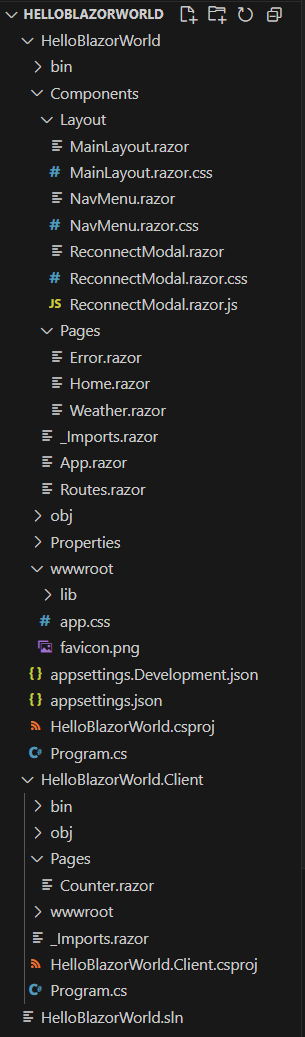 HELLOBLAZORWORLD
HelloBlazorWorld
bin
Components
Layout
MainLayout.razor
# MainLayout.razor.css
NavMenu.razor
# NavMenu.razor.css
ReconnectModal.razor
# ReconnectModal.razor.css
JS ReconnectModal.razor.js
Pages
Error.razor
Home.razor
Weather.razor
_Imports.razor
App.razor
Routes.razor
obj
Properties
wwwroot
lib
# app.css
favicon.png
{} appsettings.Development.json
{} appsettings.json
HelloBlazorWorld.csproj
C# Program.cs
HelloBlazorWorld.Client
bin
obj
Pages
Counter.razor
wwwroot
_Imports.razor
HelloBlazorWorld.Client.csproj
C# Program.cs
HelloBlazorWorld.sln